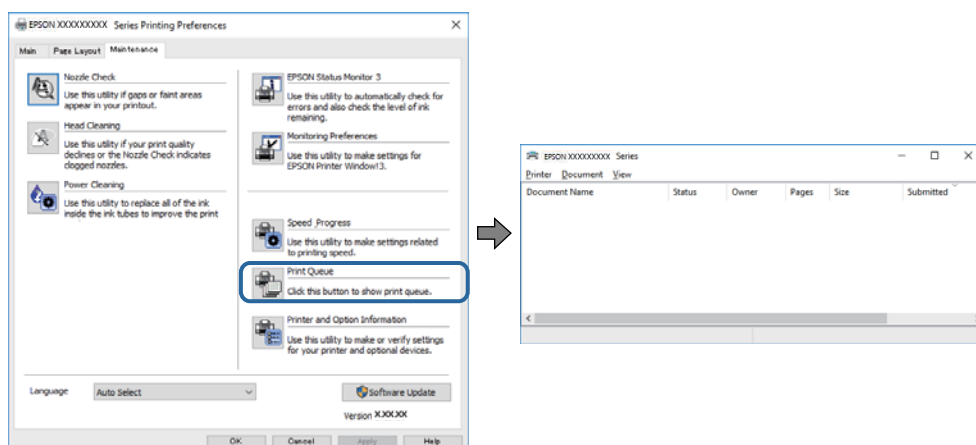 EPSON XXXXXXXXX Series Printing Preferences
Main Page Layout Maintenance
Nozzle Check
Use this utility if gaps or faint areas
appear in your printout.
Head Cleaning
Use this utility if your print quality
declines or the Nozzle Check indicates
clogged nozzles.
Power Cleaning
Use this utility to replace all of the ink
inside the ink tubes to improve the print
EPSON Status Monitor 3
Use this utility to automatically check for
errors and also check the level of ink
remaining.
Monitoring Preferences
Use this utility to make settings for
EPSON Printer Window!3.
Speed_Progress
Use this utility to make settings related
to printing speed.
Print Queue
Click this button to show print queue.
Printer and Option Information
Use this utility to make or verify settings
for your printer and optional devices.
Language Auto Select
Software Update
Version X.XX.XX
OK Cancel Apply Help
EPSON XXXXXXXXX Series
Printer Document View
Document Name Status Owner Pages Size Submitted